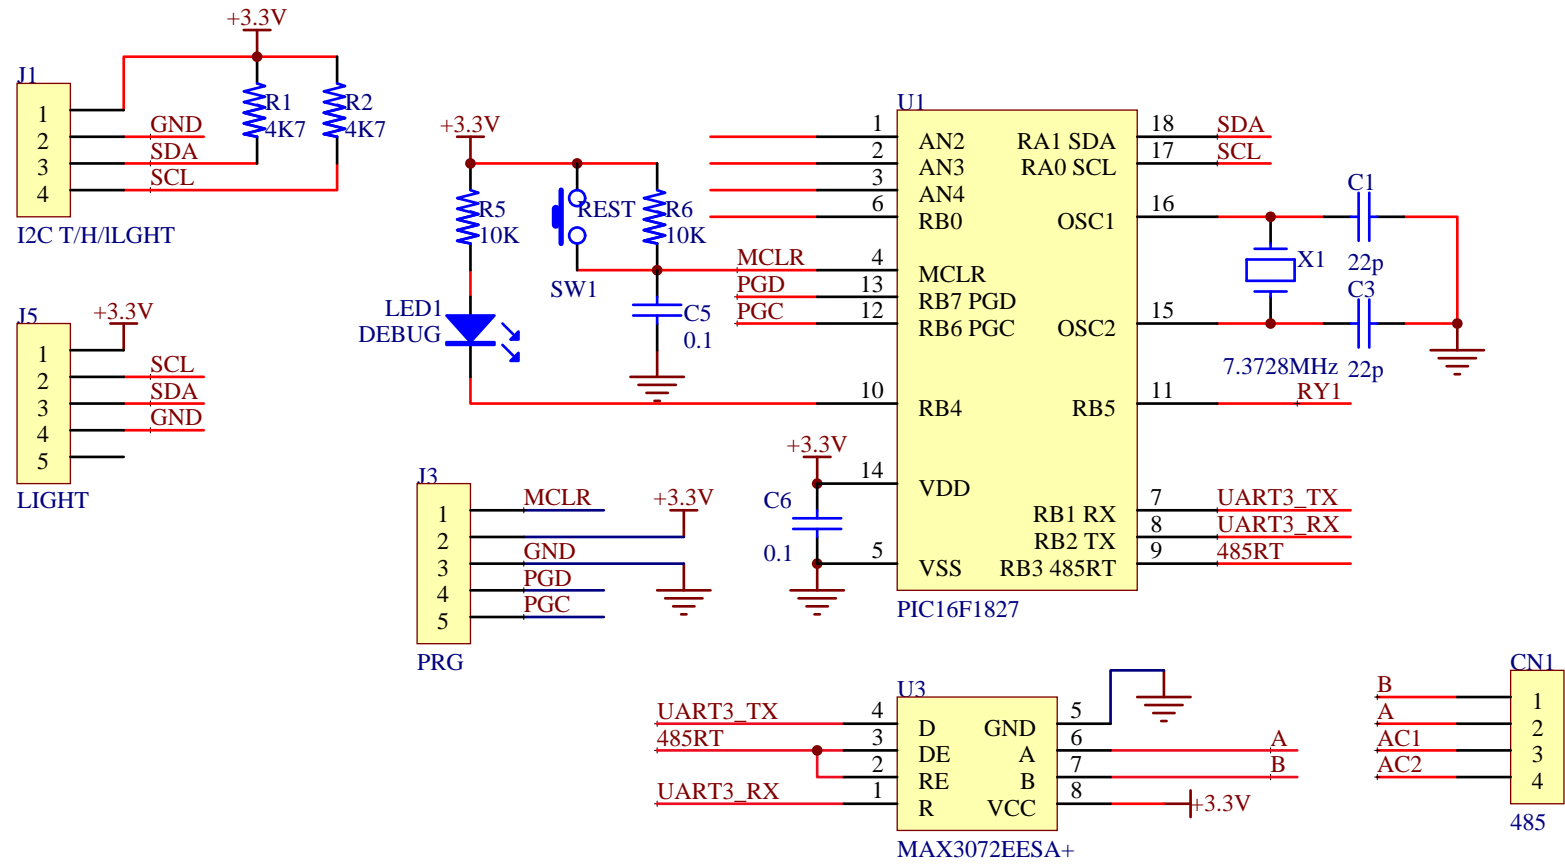 +3.3V
J1
1
2
3
4
GND
SDA
SCL
R1
4K7
R2
4K7
I2C T/H/lLGHT
J5
+3.3V
1
2
3
4
5
SCL
SDA
GND
LIGHT
+3.3V
R5
10K
REST
SW1
R6
10K
LED1
DEBUG
C5
0.1
MCLR
PGD
PGC
U1
1
2
3
6
4
13
12
10
14
5
AN2
AN3
AN4
RB0
MCLR
RB7 PGD
RB6 PGC
RB4
VDD
VSS
RA1 SDA
RA0 SCL
OSC1
OSC2
RB5
RB1 RX
RB2 TX
RB3 485RT
18
17
16
15
11
7
8
9
SDA
SCL
C1
22p
X1
C3
22p
7.3728MHz
RY1
UART3_TX
UART3_RX
485RT
PIC16F1827
+3.3V
C6
0.1
J3
1
2
3
4
5
MCLR
+3.3V
GND
PGD
PGC
PRG
U3
UART3_TX
485RT
UART3_RX
4
3
2
1
D
DE
RE
R
GND
A
B
VCC
5
6
7
8
A
B
+3.3V
MAX3072EESA+
CN1
B
A
AC1
AC2
1
2
3
4
485